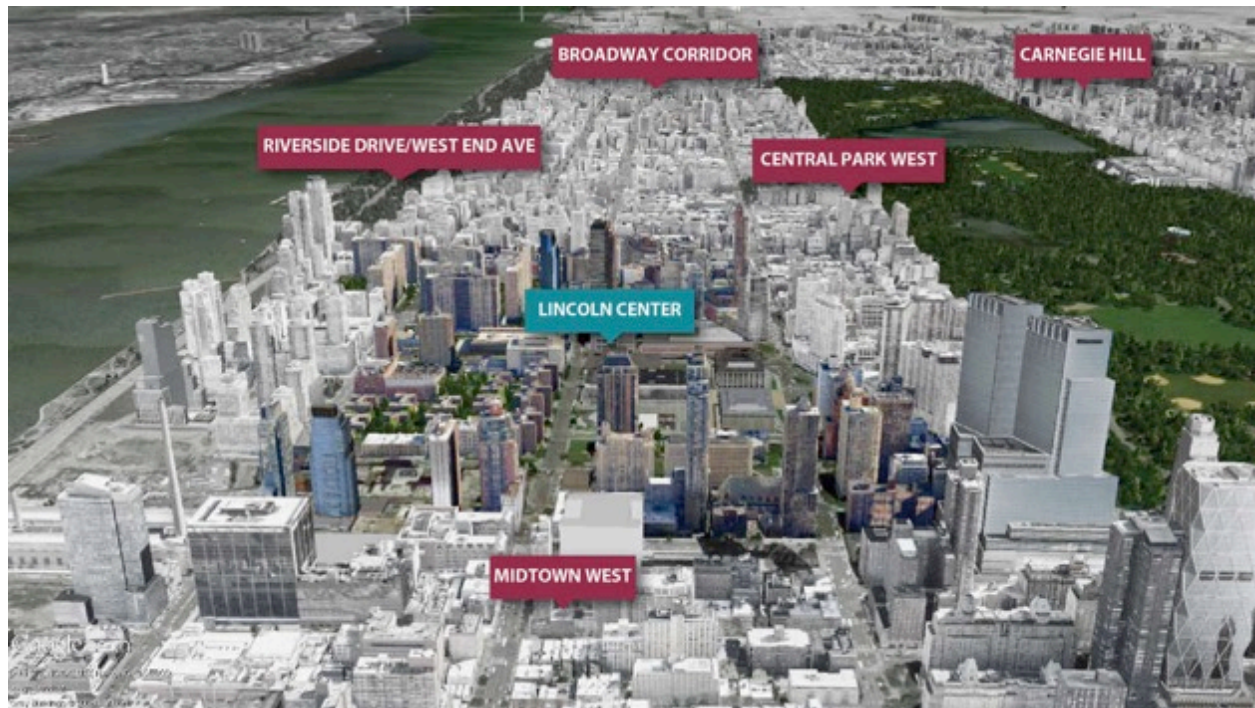 BROADWAY CORRIDOR
CARNEGIE HILL
RIVERSIDE DRIVE/WEST END AVE
CENTRAL PARK WEST
LINCOLN CENTER
MIDTOWN WEST